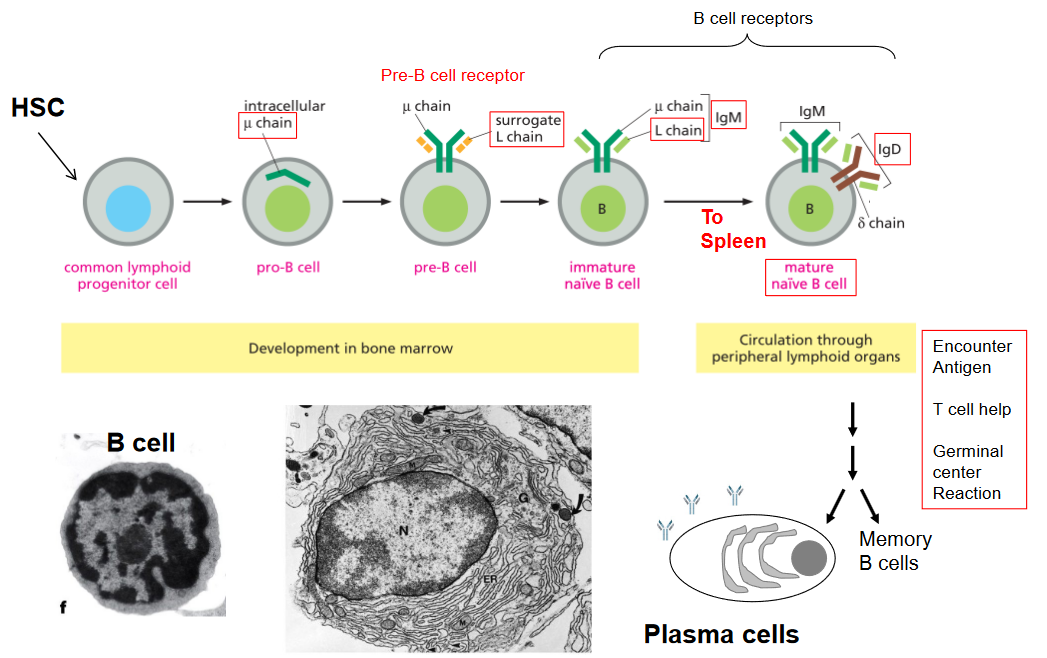 B cell receptors
Pre-B cell receptor
HSC
intracellular
μ chain
μ chain
surrogate
L chain
μ chain
L chain
IgM
IgM
IgD
δ chain
B
B
To
Spleen
common lymphoid
progenitor cell
pro-B cell
pre-B cell
immature
naïve B cell
mature
naïve B cell
Development in bone marrow
Circulation through
peripheral lymphoid organs
Encounter
Antigen
T cell help
Germinal
center
Reaction
B cell
f
M
G
N
ER
M
Memory
B cells
Plasma cells